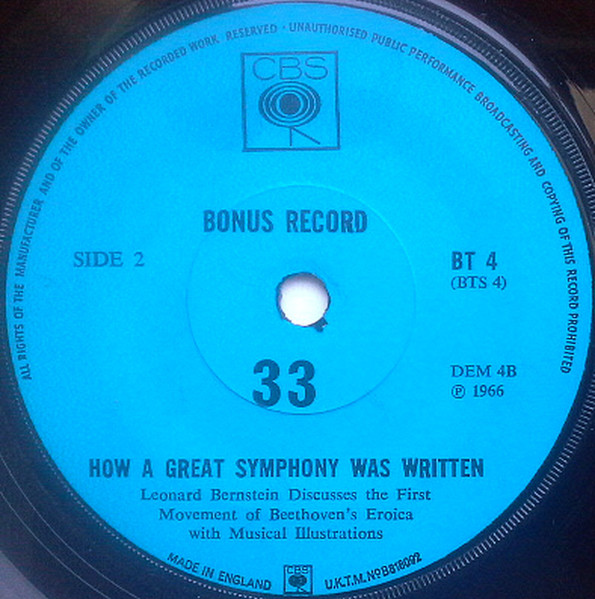 ALL RIGHTS OF THE MANUFACTURER AND OF THE OWNER OF THE RECORDED WORK RESERVED · UNAUTHORISED PUBLIC PERFORMANCE BROADCASTING AND COPYING OF THIS RECORD PROHIBITED
CBS
BONUS RECORD
SIDE 2
BT 4
(BTS 4)
33
DEM 4B
℗ 1966
HOW A GREAT SYMPHONY WAS WRITTEN
Leonard Bernstein Discusses the First
Movement of Beethoven's Eroica
with Musical Illustrations
MADE IN ENGLAND
CBS
U.K.T.M. No B818092